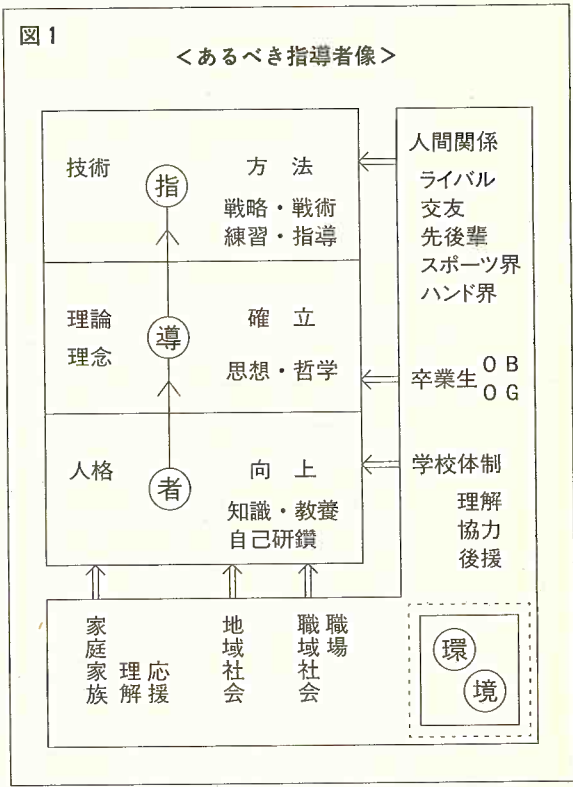 図1
＜あるべき指導者像＞
技術
指
方　法
戦略・戦術
練習・指導
理論
理念
導
確　立
思想・哲学
人格
者
向　上
知識・教養
自己研鑽
人間関係
ライバル
交友
先後輩
スポーツ界
ハンド界
卒業生
OB
OG
学校体制
理解
協力
後援
家庭家族
理解
応援
地域社会
職域社会
職場
環
境